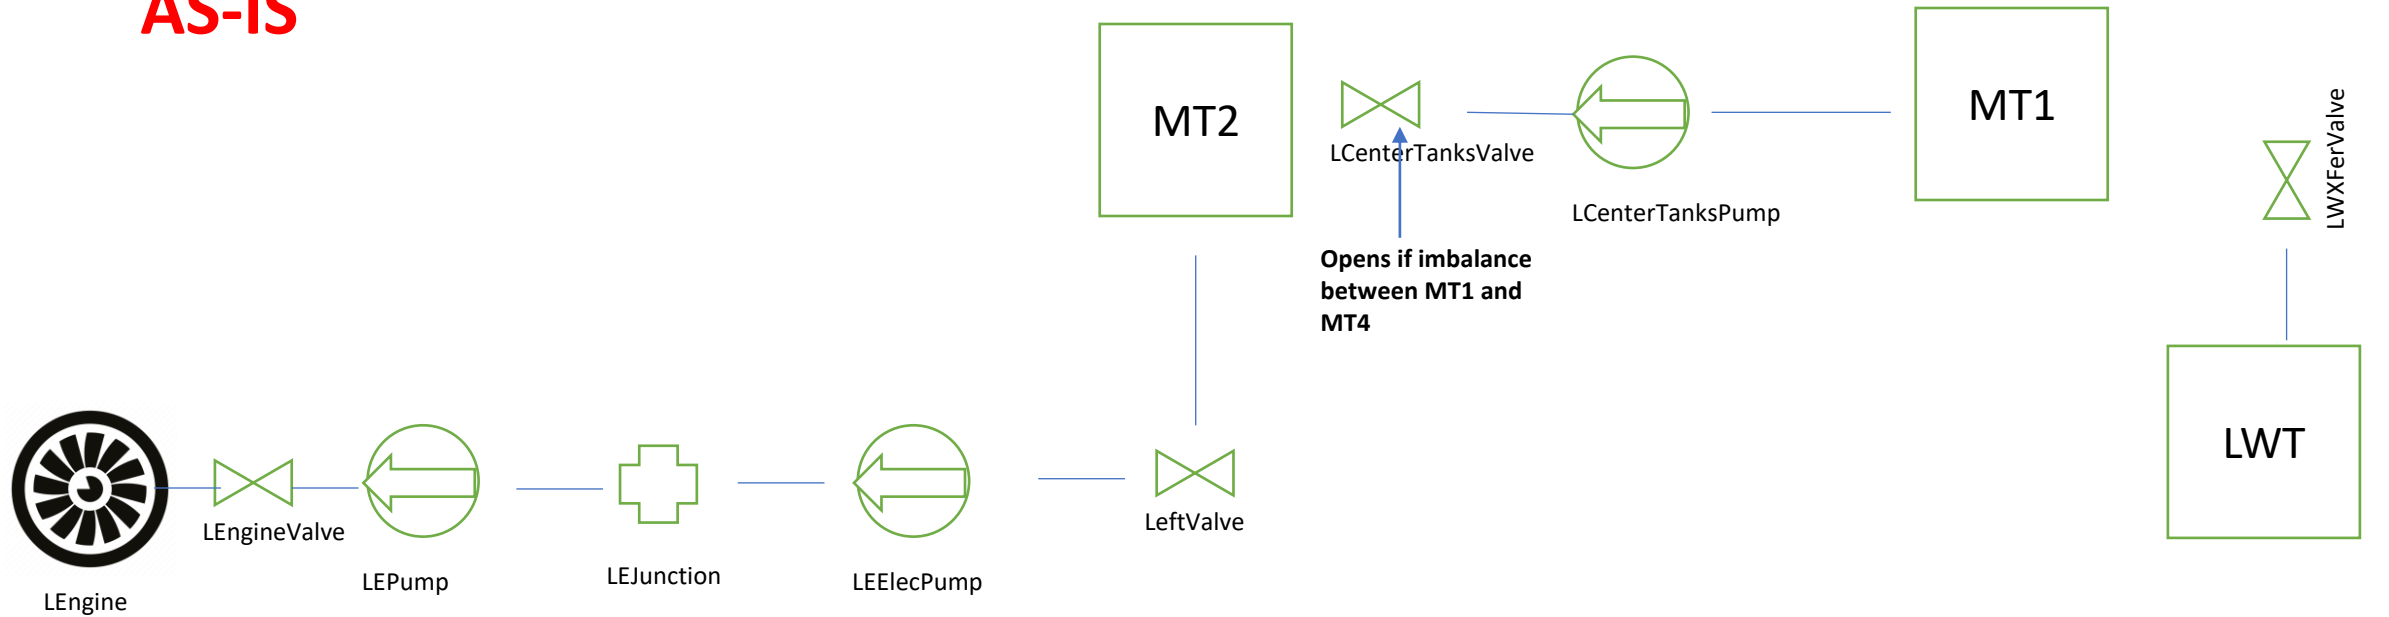 AS-IS
MT2
MT1
LCenterTanksValve
LCenterTanksPump
LWXFerValve
Opens if imbalance
between MT1 and
MT4
LWT
LEngineValve
LeftValve
LEPump
LEJunction
LEElecPump
LEngine